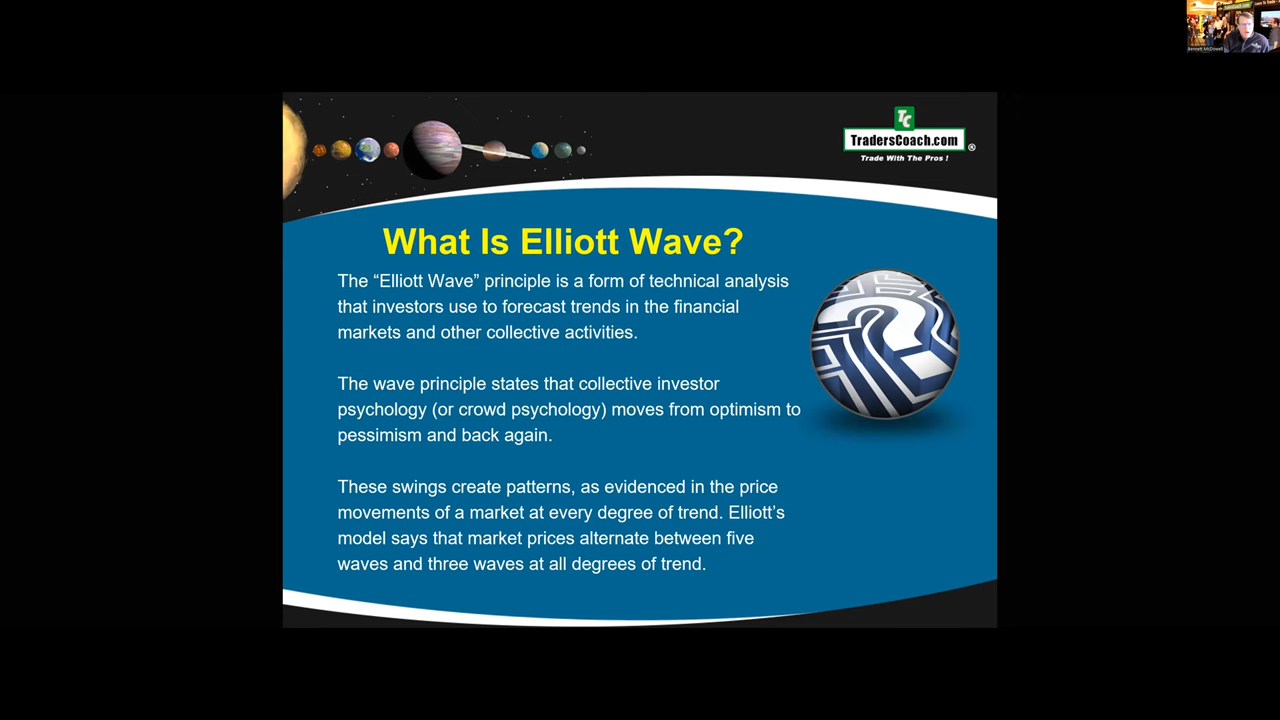 Bennett McDowell
TC
TradersCoach.com
®
Trade With The Pros !
What Is Elliott Wave?
The “Elliott Wave” principle is a form of technical analysis
that investors use to forecast trends in the financial
markets and other collective activities.
The wave principle states that collective investor
psychology (or crowd psychology) moves from optimism to
pessimism and back again.
These swings create patterns, as evidenced in the price
movements of a market at every degree of trend. Elliott’s
model says that market prices alternate between five
waves and three waves at all degrees of trend.